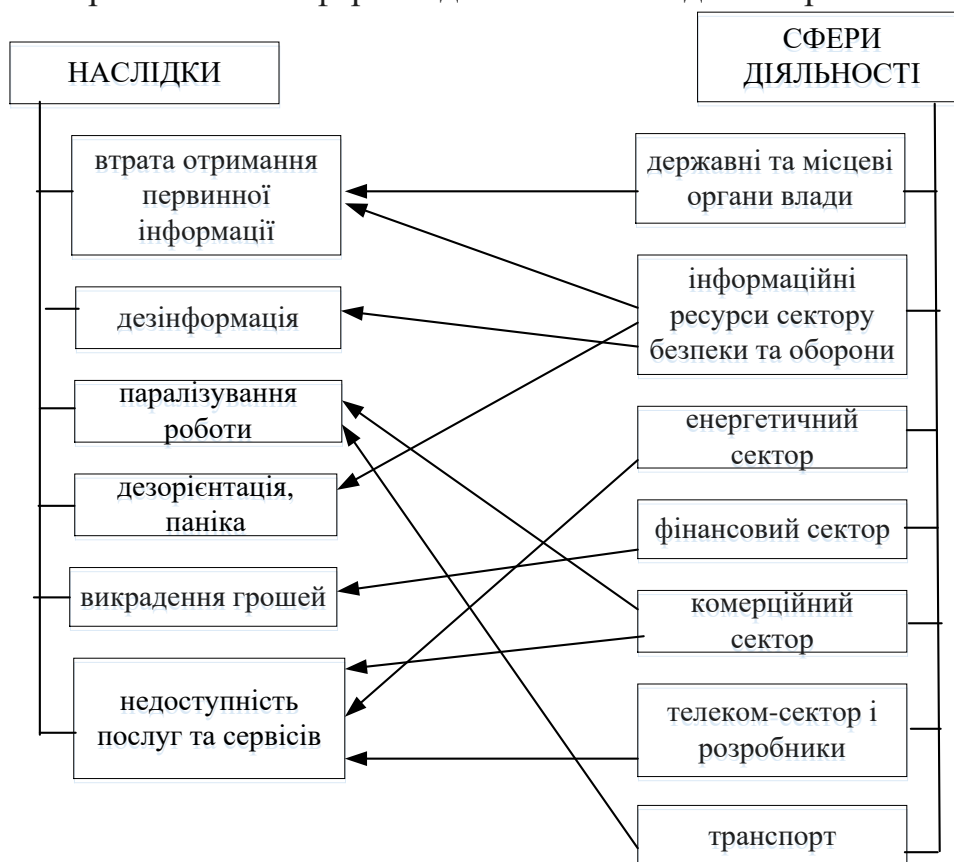 НАСЛІДКИ
втрата отримання
первинної
інформації
дезінформація
паралізування
роботи
дезорієнтація,
паніка
викрадення грошей
недоступність
послуг та сервісів
СФЕРИ
ДІЯЛЬНОСТІ
державні та місцеві
органи влади
інформаційні
ресурси сектору
безпеки та оборони
енергетичний
сектор
фінансовий сектор
комерційний
сектор
телеком-сектор і
розробники
транспорт